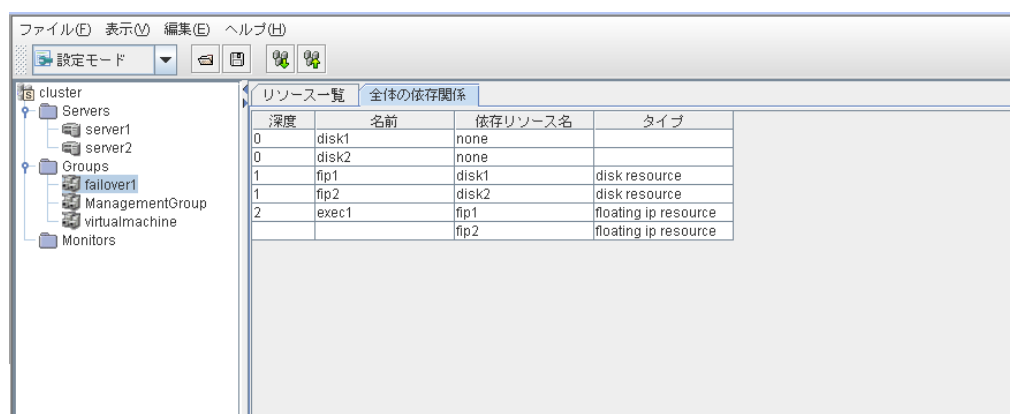 ファイル(F) 表示(V) 編集(E) ヘルプ(H)
設定モード
cluster
Servers
server1
server2
Groups
failover1
ManagementGroup
virtualmachine
Monitors
リソース一覧 全体の依存関係
深度 名前 依存リソース名 タイプ
0 disk1 none
0 disk2 none
1 fip1 disk1 disk resource
1 fip2 disk2 disk resource
2 exec1 fip1 floating ip resource
fip2 floating ip resource